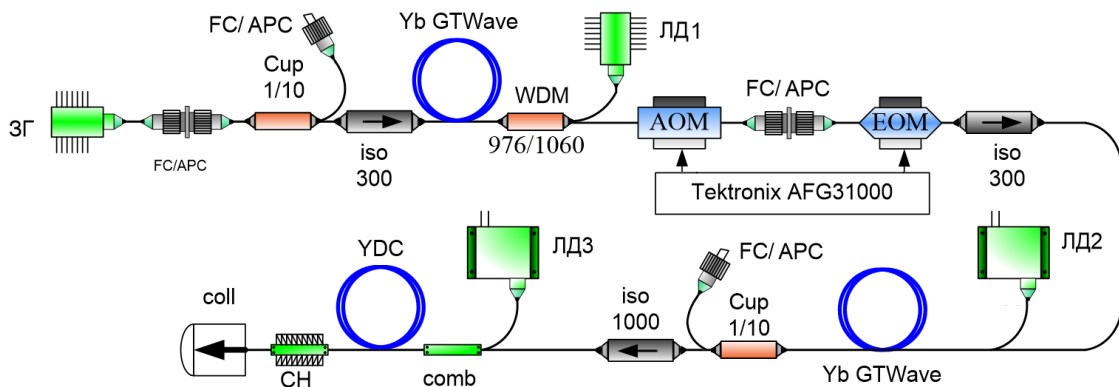 FC/ APC
Yb GTWave
ЛД1
Cup
1/10
WDM
FC/ APC
ЗГ
AOM
EOM
FC/APC
iso
300
976/1060
iso
300
Tektronix AFG31000
YDC
ЛД3
FC/ APC
ЛД2
coll
iso
1000
Cup
1/10
Yb GTWave
СН
comb